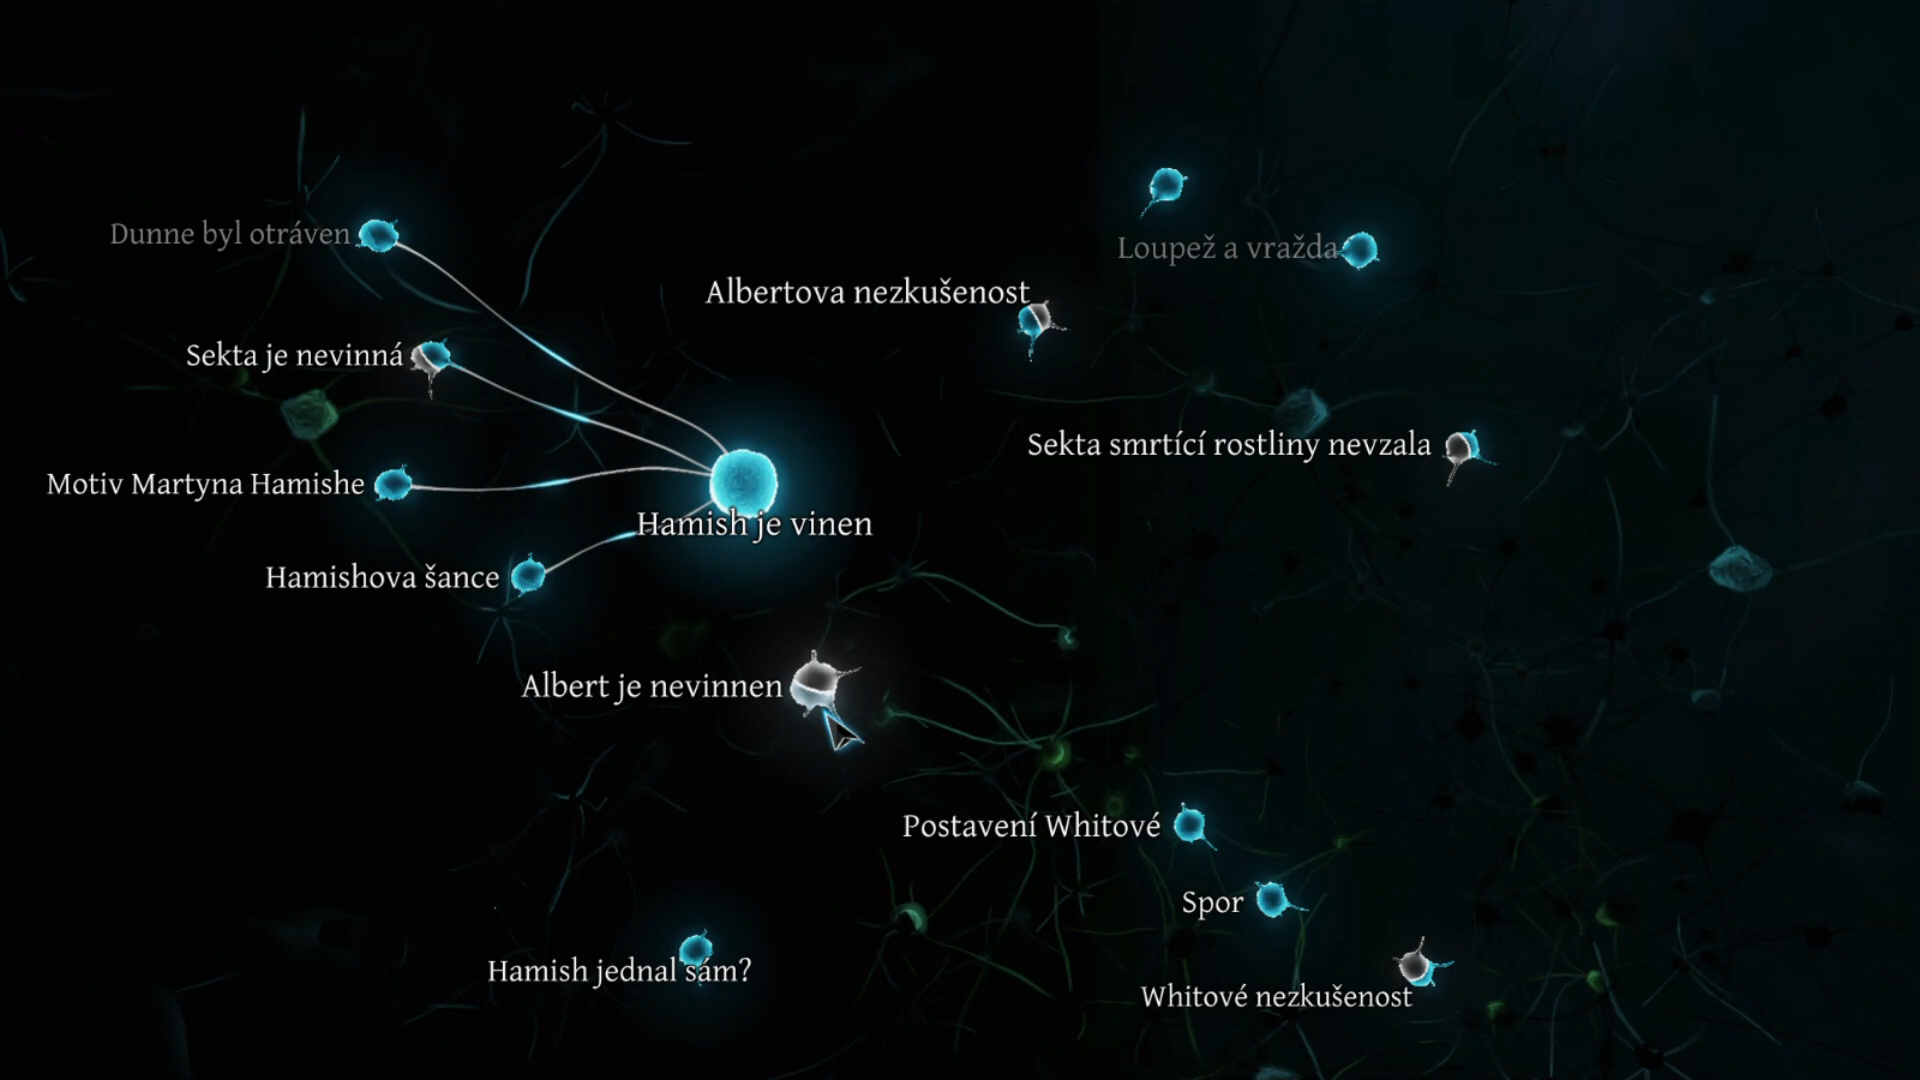 Dunne byl otráven
Loupež a vražda
Albertova nezkušenost
Sekta je nevinná
Sekta smrtící rostliny nevzala
Motiv Martyna Hamishe
Hamish je vinen
Hamishova šance
Albert je nevinnen
Postavení Whitové
Spor
Hamish jednal sám?
Whitové nezkušenost